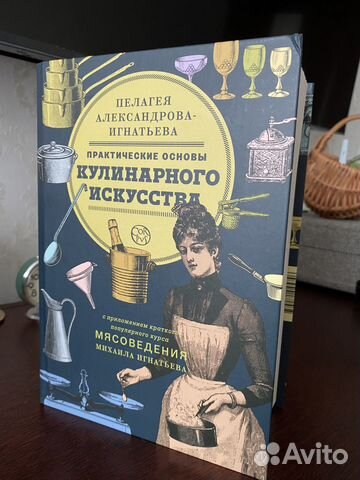 ПЕЛАГЕЯ
АЛЕКСАНДРОВА-
ИГНАТЬЕВА
ПРАКТИЧЕСКИЕ ОСНОВЫ
КУЛИНАРНОГО
ИСКУССТВА
с приложением краткого
популярного курса
МЯСОВЕДЕНИЯ
МИХАИЛА ИГНАТЬЕВА
Avito